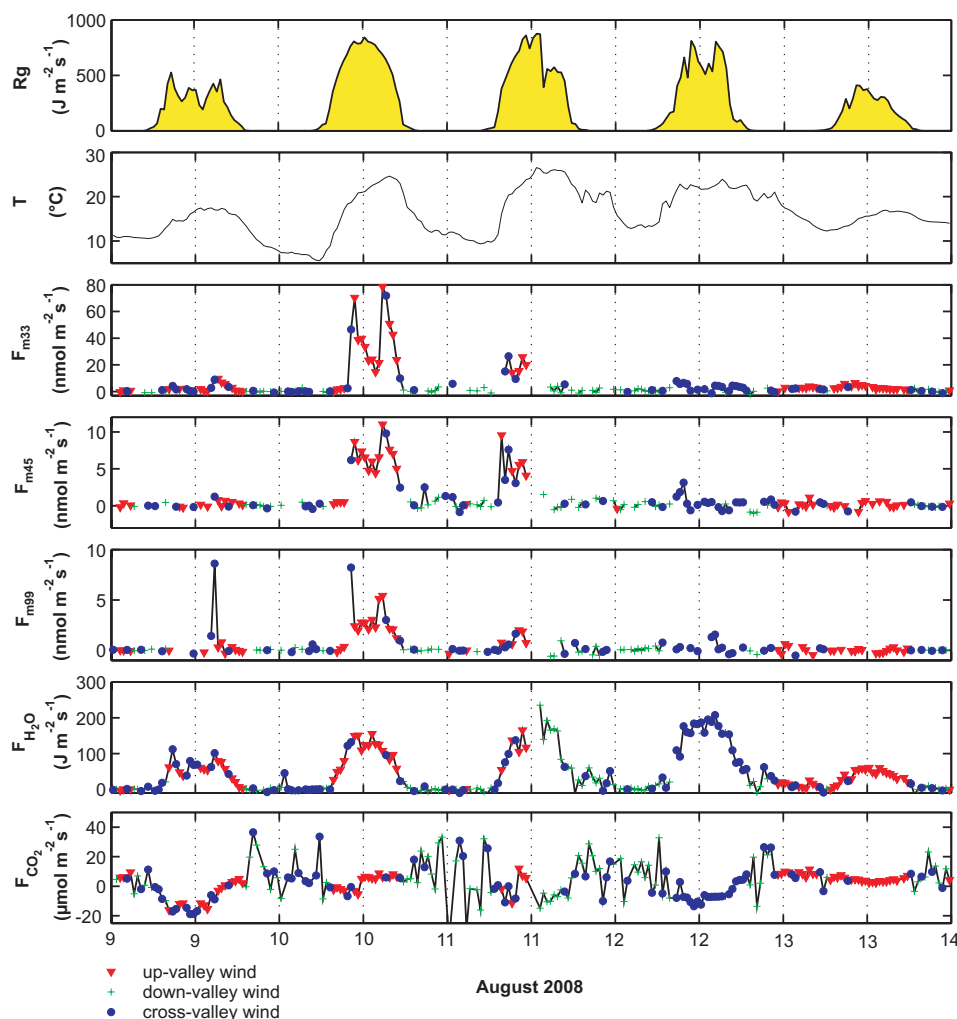 1000
500
0
Rg
(J m-2 s-1)
30
20
10
T
(°C)
80
60
40
20
0
Fm33
(nmol m-2 s-1)
10
5
0
Fm45
(nmol m-2 s-1)
10
5
0
Fm99
(nmol m-2 s-1)
300
200
100
0
FH2O
(J m-2 s-1)
40
20
0
-20
FCO2
(µmol m-2 s-1)
9 9 10 10 11 11 12 12 13 13 14
August 2008
up-valley wind
down-valley wind
cross-valley wind